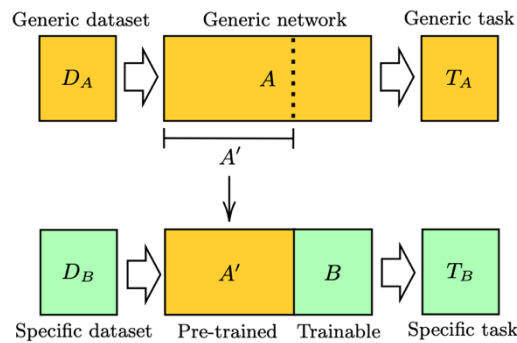 Generic dataset Generic network Generic task
D_A A T_A
A′
D_B A′ B T_B
Specific dataset Pre-trained Trainable Specific task